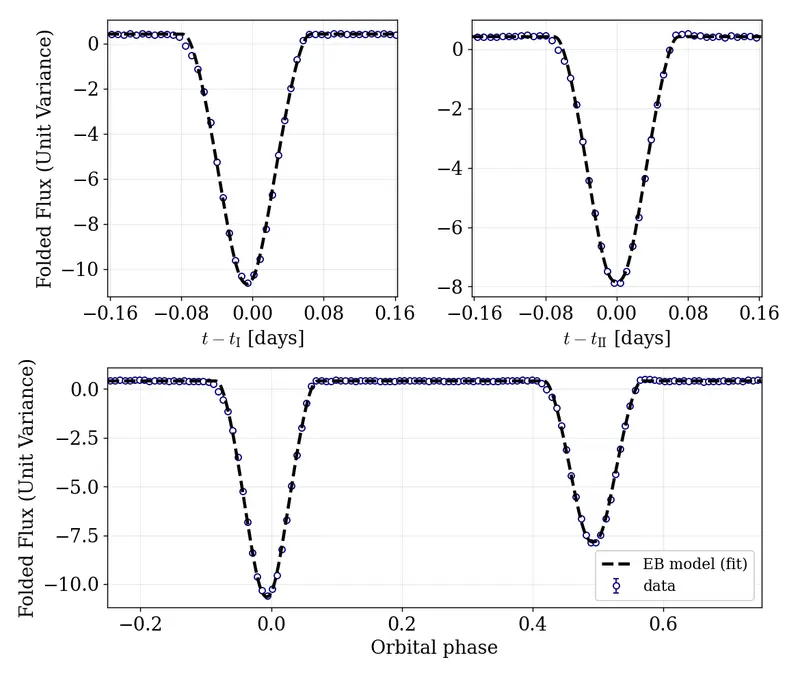 Folded Flux (Unit Variance)
0
−2
−4
−6
−8
−10
−0.16 −0.08 0.00 0.08 0.16
t − tI [days]
0
−2
−4
−6
−8
−0.16 −0.08 0.00 0.08 0.16
t − tII [days]
Folded Flux (Unit Variance)
0.0
−2.5
−5.0
−7.5
−10.0
EB model (fit)
data
−0.2 0.0 0.2 0.4 0.6
Orbital phase